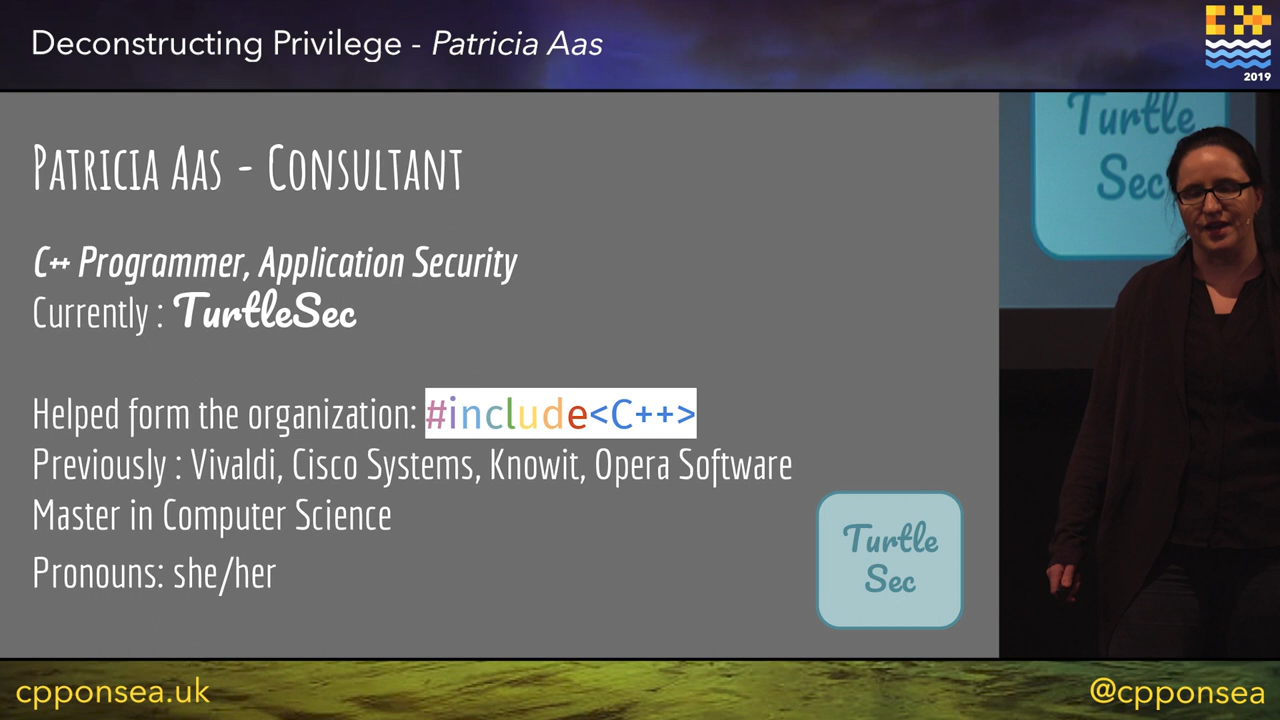 Deconstructing Privilege - Patricia Aas
2019
Patricia Aas - Consultant
C++ Programmer, Application Security
Currently : TurtleSec
Helped form the organization: #include<C++>
Previously : Vivaldi, Cisco Systems, Knowit, Opera Software
Master in Computer Science
Pronouns: she/her
Turtle
Sec
Turtle
Sec
cpponsea.uk
@cpponsea